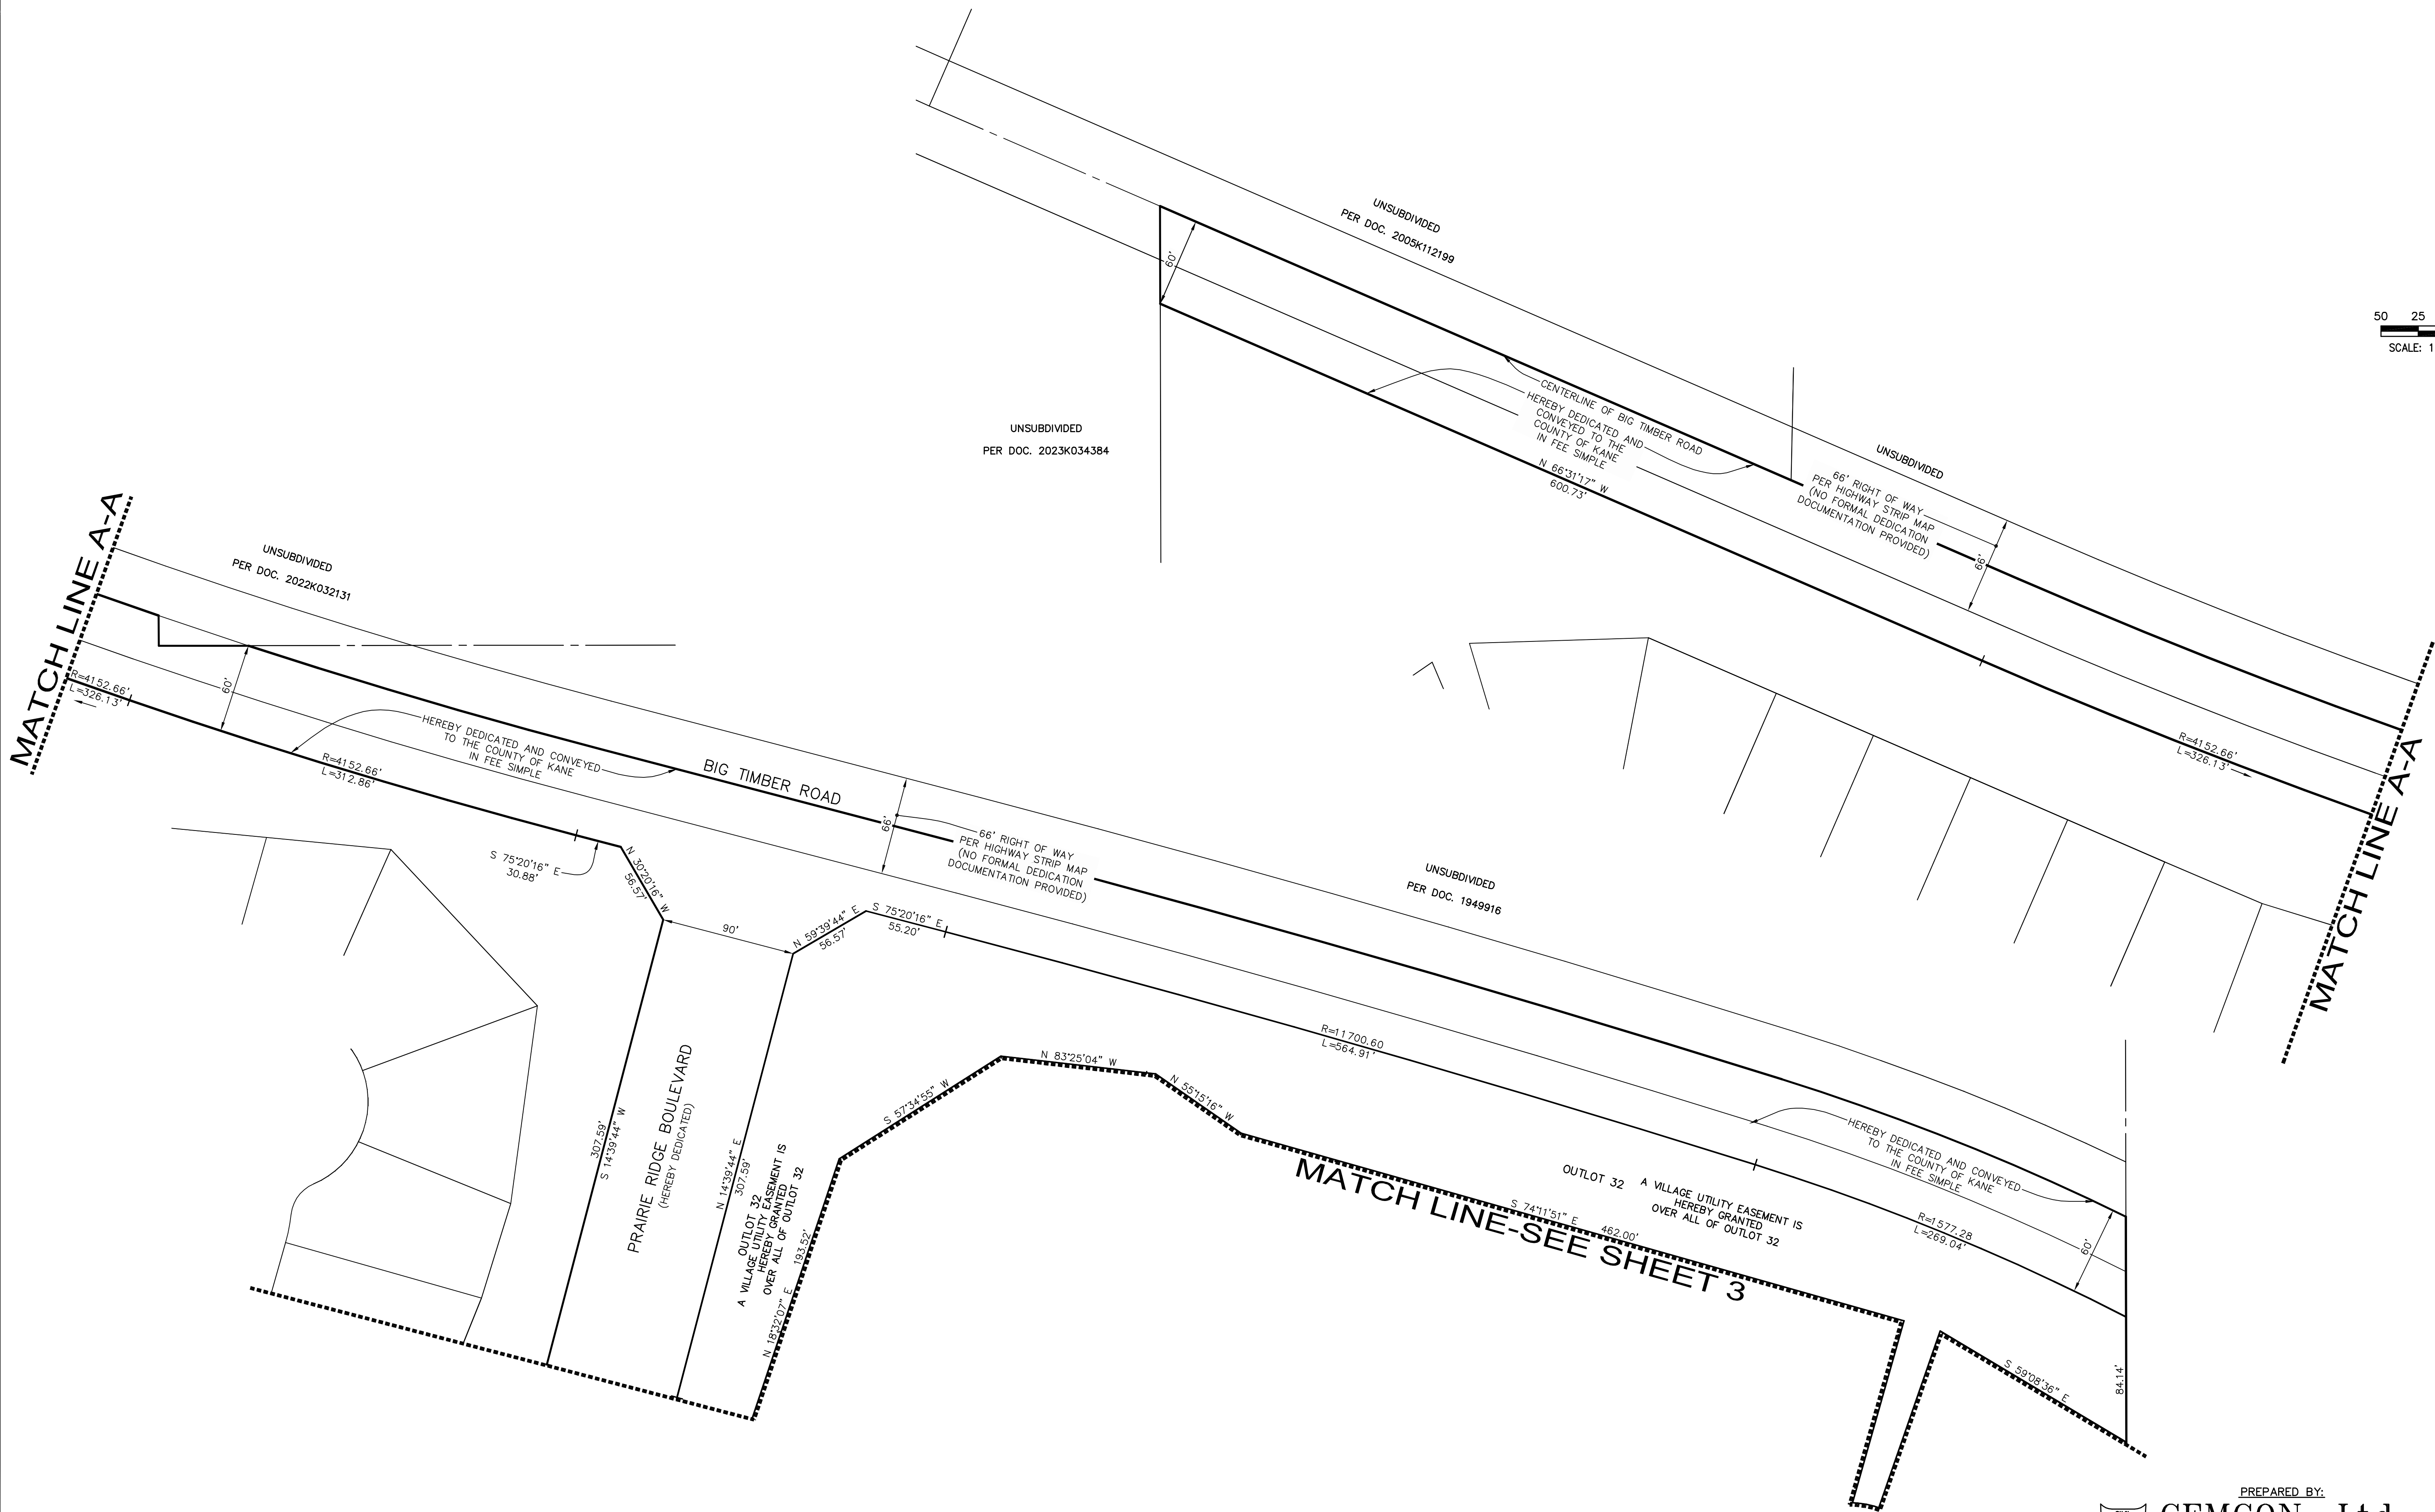 UNSUBDIVIDED
PER DOC. 2005K112199
60'
50 25
SCALE: 1
CENTERLINE OF BIG TIMBER ROAD
HEREBY DEDICATED AND
CONVEYED TO THE
COUNTY OF KANE
IN FEE SIMPLE
N 66°31'17" W
600.73'
UNSUBDIVIDED
PER DOC. 2023K034384
UNSUBDIVIDED
66' RIGHT OF WAY
PER HIGHWAY STRIP MAP
(NO FORMAL DEDICATION
DOCUMENTATION PROVIDED)
66'
R=4152.66'
L=326.13'
MATCH LINE A-A
MATCH LINE A-A
UNSUBDIVIDED
PER DOC. 2022K032131
R=4152.66'
L=326.13'
60'
HEREBY DEDICATED AND CONVEYED
TO THE COUNTY OF KANE
IN FEE SIMPLE
R=4152.66'
L=312.86'
BIG TIMBER ROAD
66'
66' RIGHT OF WAY
PER HIGHWAY STRIP MAP
(NO FORMAL DEDICATION
DOCUMENTATION PROVIDED)
S 75°20'16" E
30.88'
N 30°20'16" W
56.57'
90'
N 59°39'44" E
56.57'
S 75°20'16" E
55.20'
UNSUBDIVIDED
PER DOC. 1949916
R=11700.60
L=564.91'
307.59'
S 14°39'44" W
PRAIRIE RIDGE BOULEVARD
(HEREBY DEDICATED)
N 14°39'44" E
307.59'
OUTLOT 32
A VILLAGE UTILITY EASEMENT IS
HEREBY GRANTED
OVER ALL OF OUTLOT 32
N 18°32'07" E
193.52'
S 57°34'55" W
N 83°25'04" W
N 55°15'16" W
MATCH LINE-SEE SHEET 3
S 74°11'51" E
462.00'
OUTLOT 32
A VILLAGE UTILITY EASEMENT IS
HEREBY GRANTED
OVER ALL OF OUTLOT 32
HEREBY DEDICATED AND CONVEYED
TO THE COUNTY OF KANE
IN FEE SIMPLE
R=1577.28
L=269.04'
60'
S 59°08'36" E
84.14'
PREPARED BY:
CEMCON, Ltd.